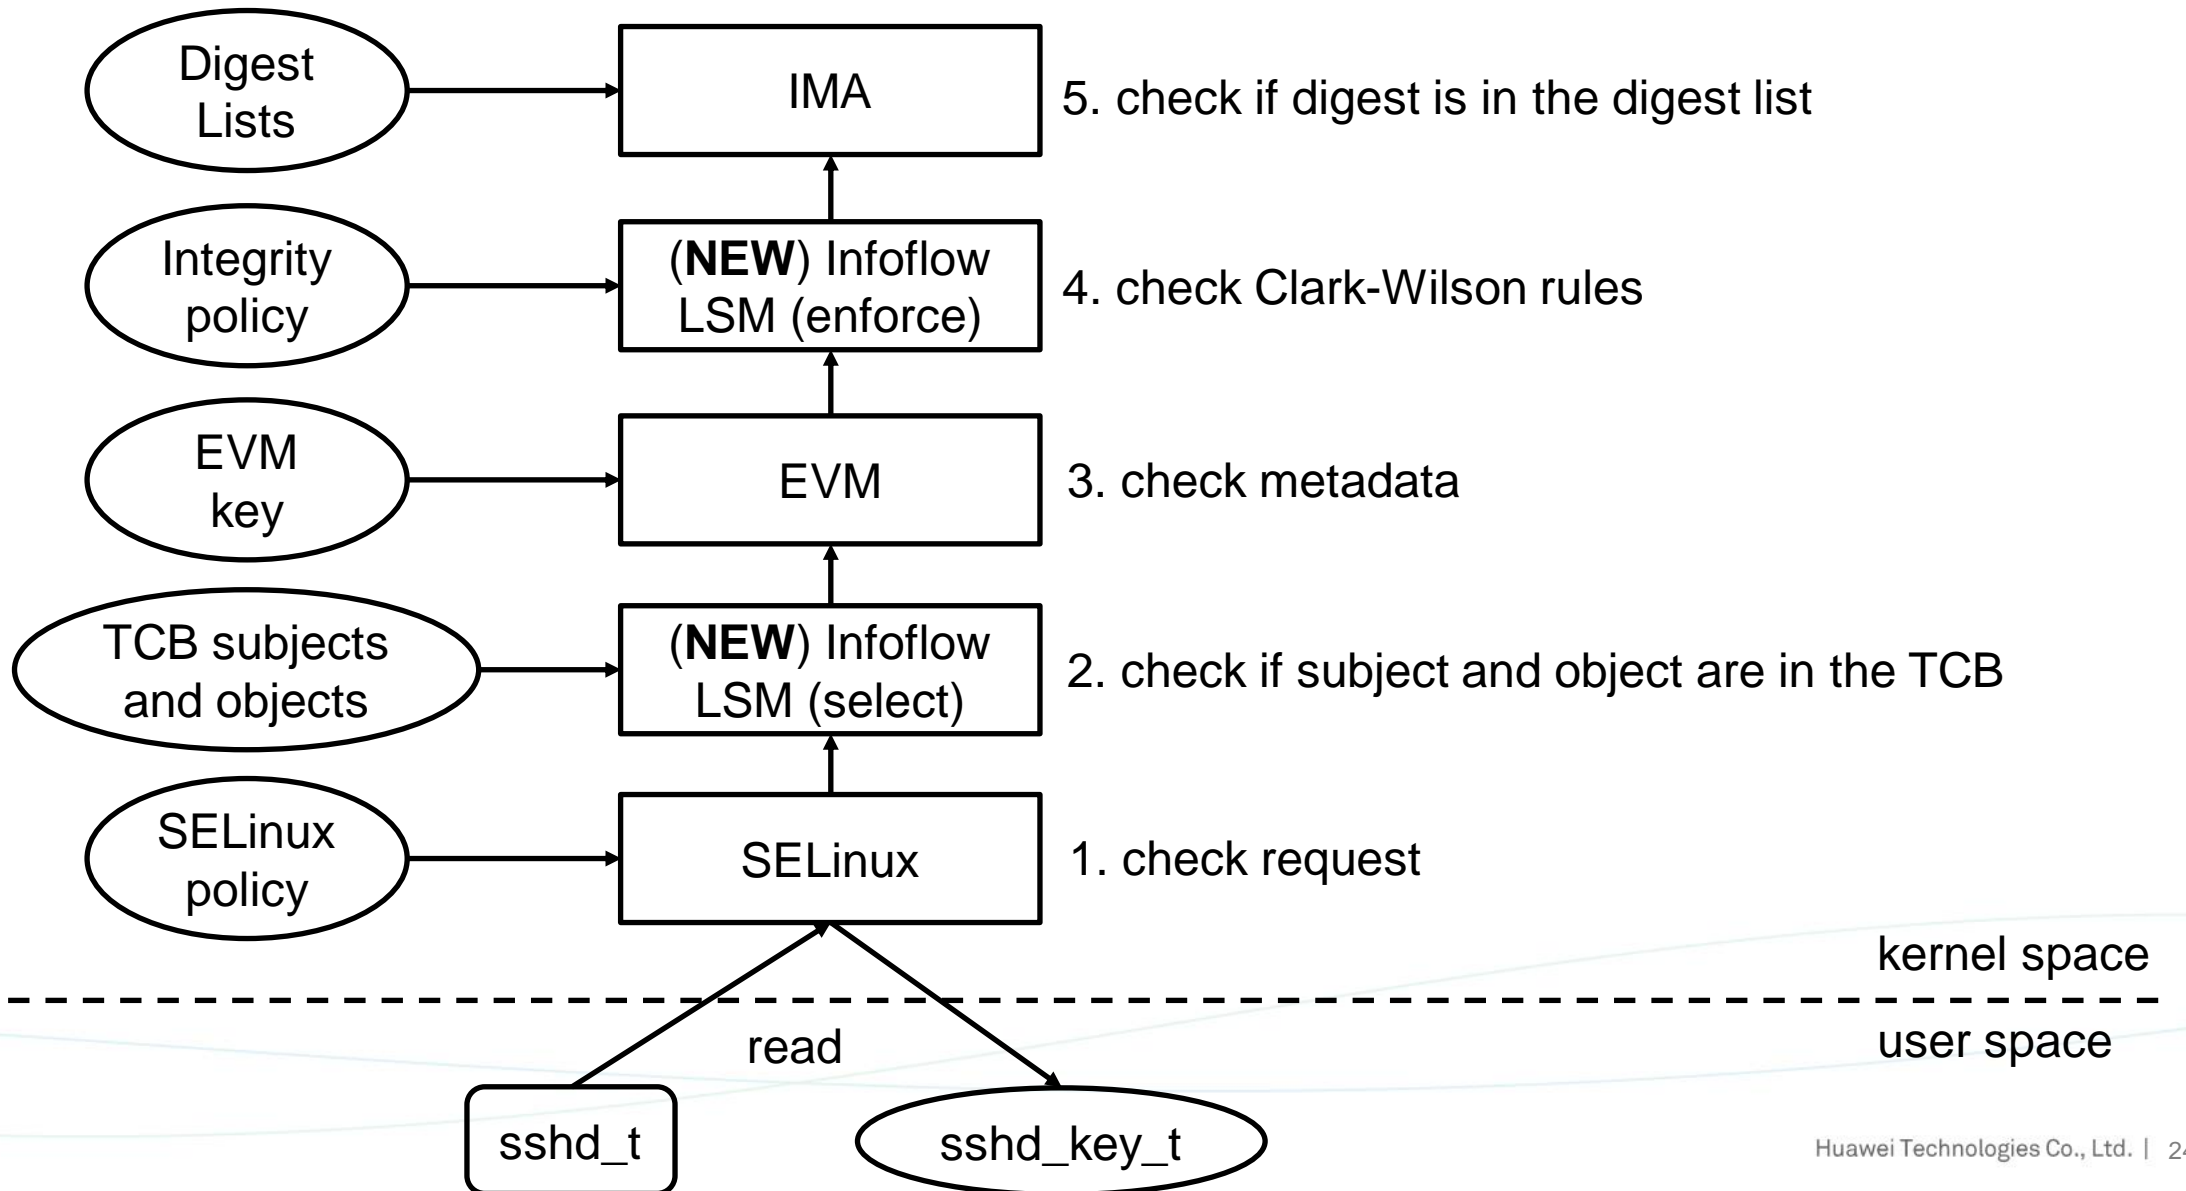 Digest
Lists
IMA
5. check if digest is in the digest list
Integrity
policy
(NEW) Infoflow
LSM (enforce)
4. check Clark-Wilson rules
EVM
key
EVM
3. check metadata
TCB subjects
and objects
(NEW) Infoflow
LSM (select)
2. check if subject and object are in the TCB
SELinux
policy
SELinux
1. check request
kernel space
read
user space
sshd_t
sshd_key_t
Huawei Technologies Co., Ltd. | 24